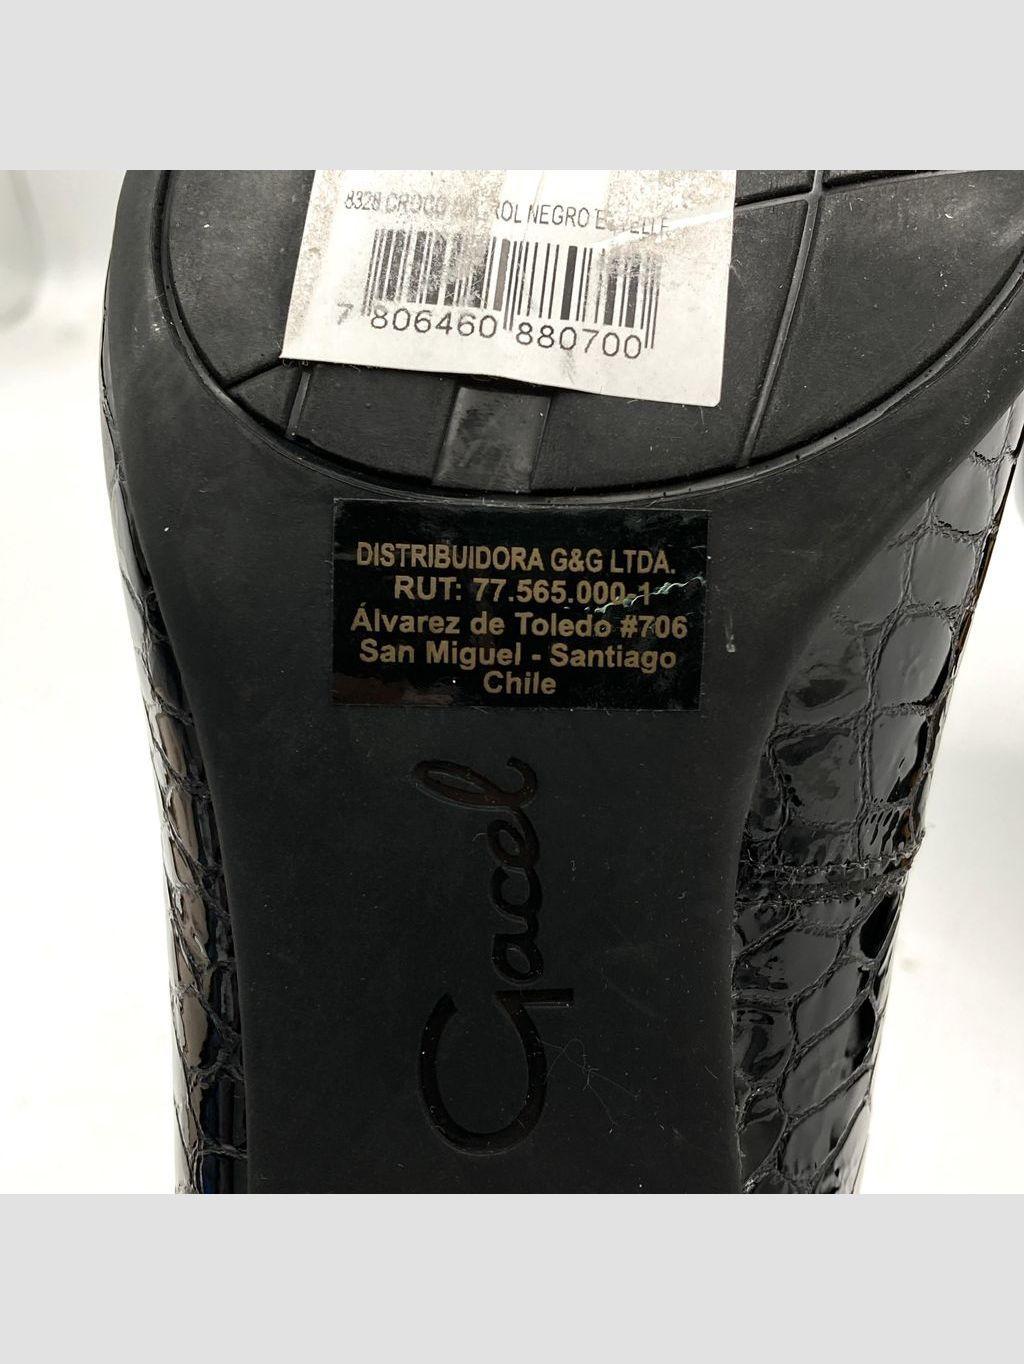 8328 CROCO NEGRO
7 806460 880700
DISTRIBUIDORA G&G LTDA.
RUT: 77.565.000-1
Álvarez de Toledo #706
San Miguel - Santiago
Chile
Gacel